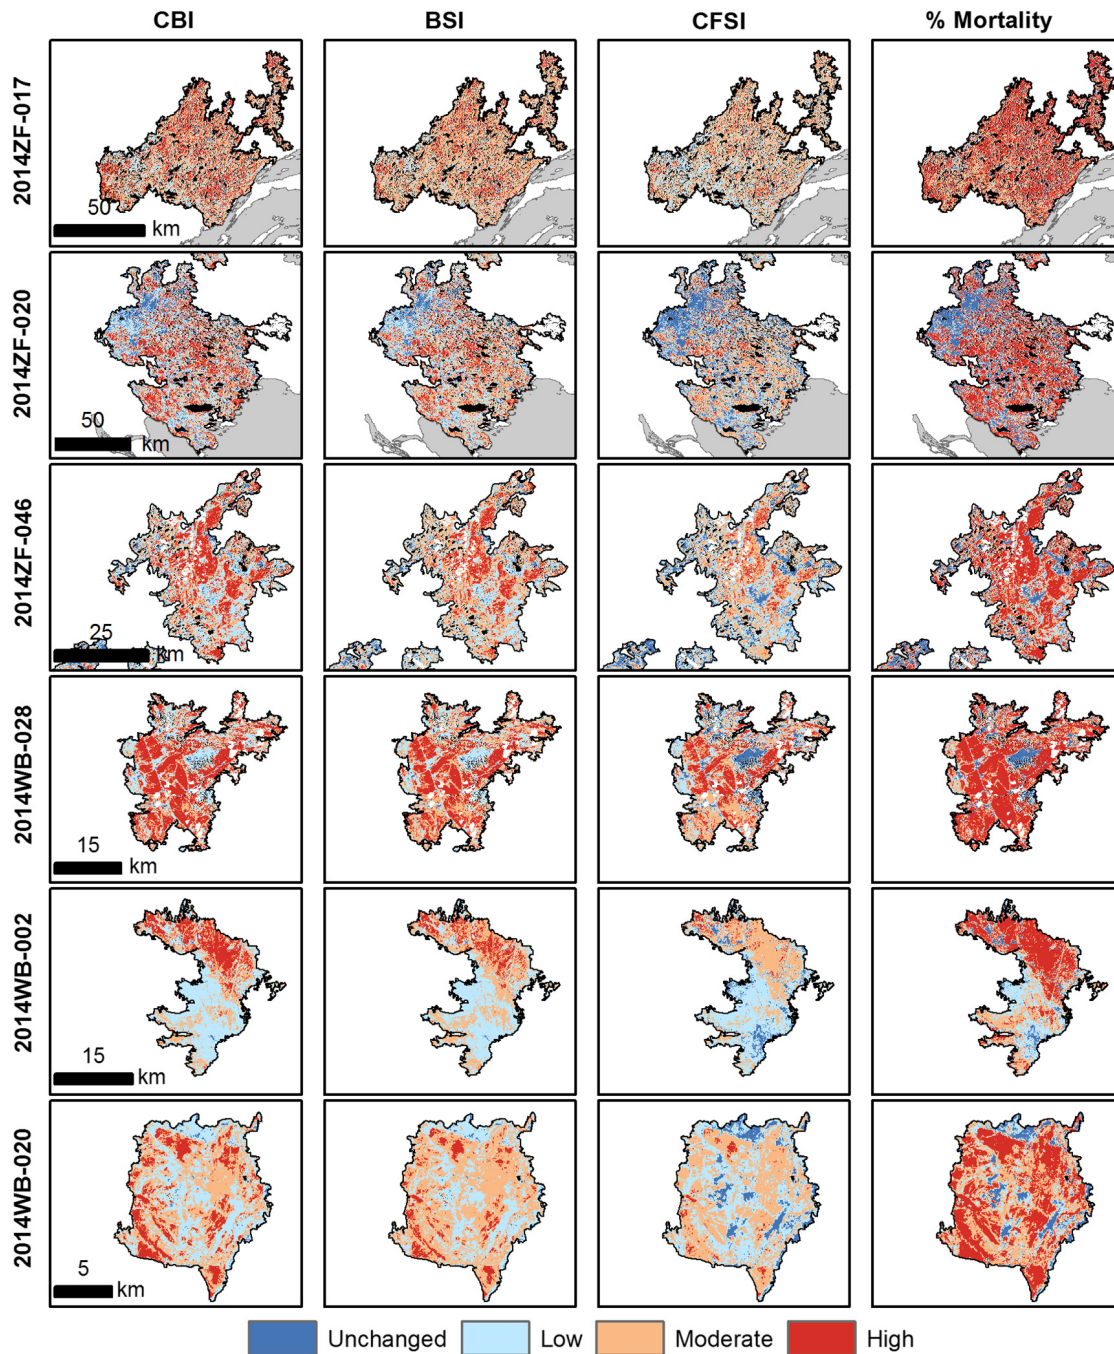 CBI BSI CFSI % Mortality
2014ZF-017
50
km
2014ZF-020
50
km
2014ZF-046
25
km
2014WB-028
15
km
2014WB-002
15
km
2014WB-020
5
km
Unchanged Low Moderate High